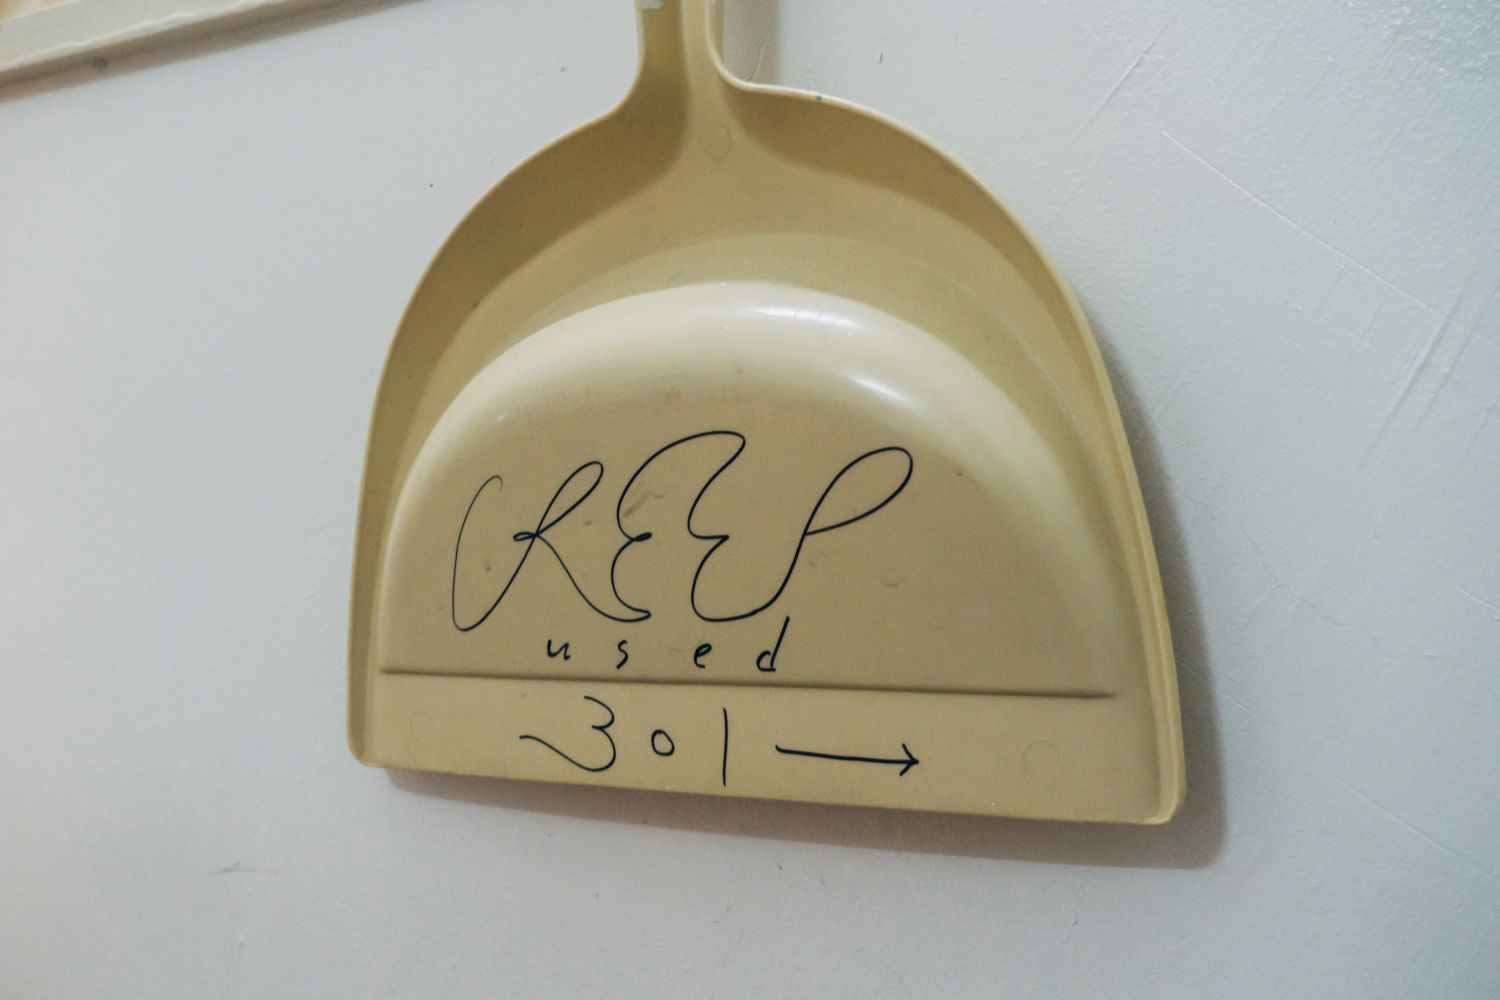 REEP
used
301 →